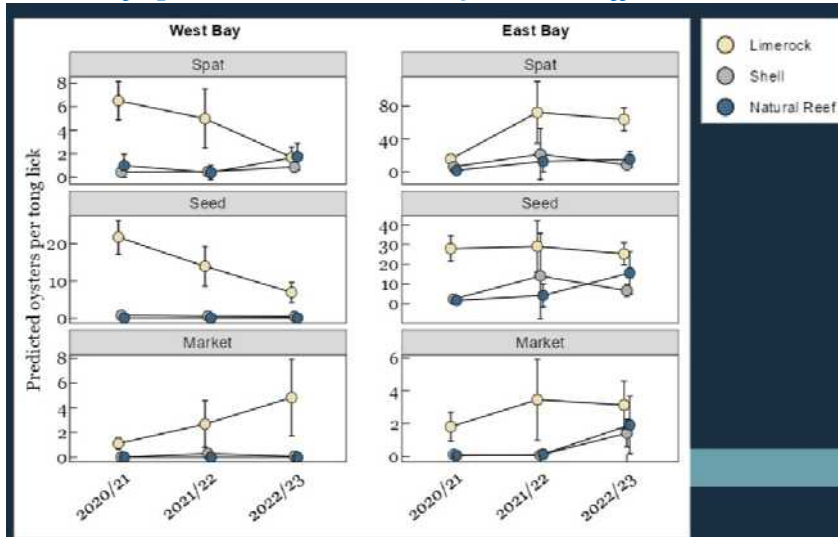 West Bay
East Bay
Limerock
Shell
Natural Reef
Predicted oysters per tong lick
Spat
8
6
4
2
0
Spat
80
40
0
Seed
20
10
0
Seed
40
30
20
10
0
Market
8
6
4
2
0
Market
6
4
2
0
2020/21
2021/22
2022/23
2020/21
2021/22
2022/23